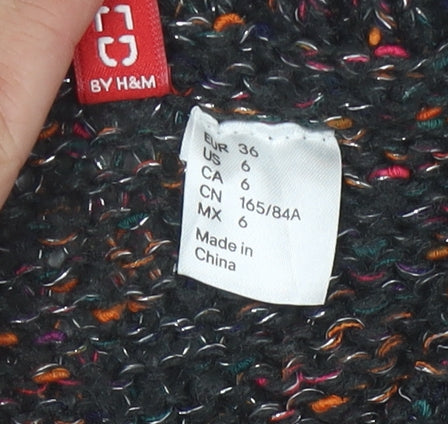 BY H&M
EUR 36
US 6
CA 6
CN 165/84A
MX 6
Made in
China